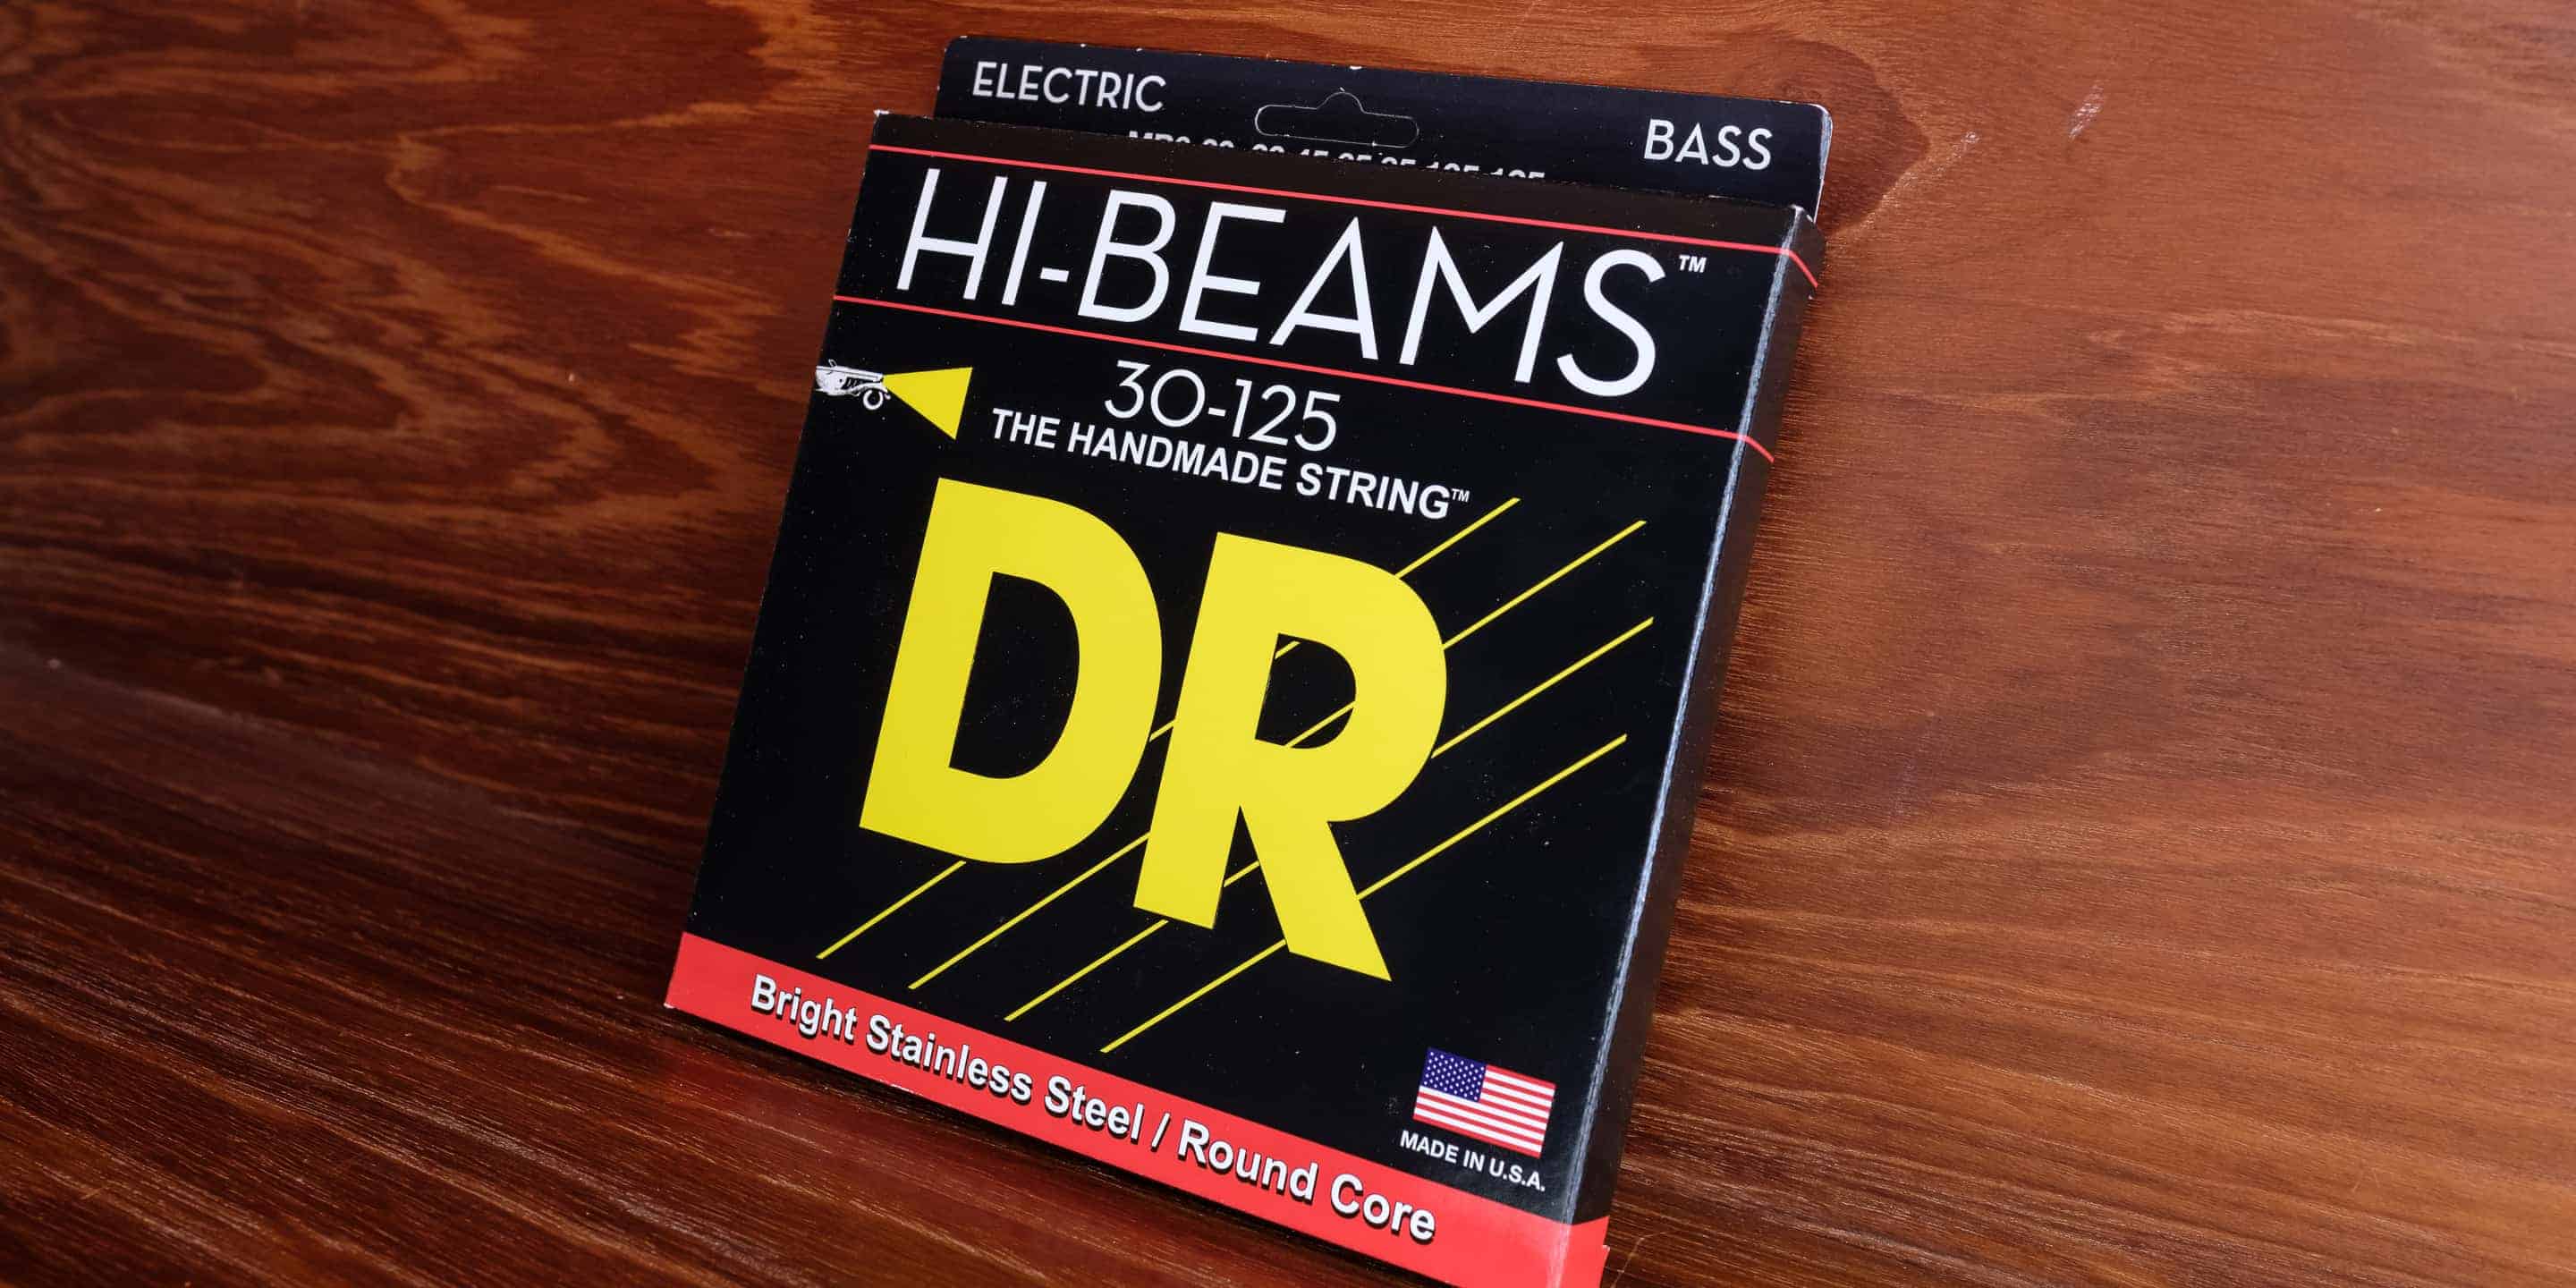 ELECTRIC
BASS
HI-BEAMS™
30-125
THE HANDMADE STRING™
DR
MADE IN U.S.A.
Bright Stainless Steel / Round Core